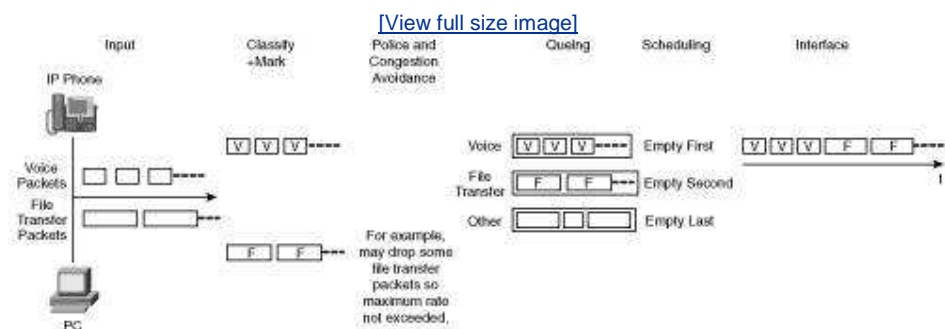 [View full size image]
Input
Classify
+Mark
Police and
Congestion
Avoidance
Queing
Scheduling
Interface
IP Phone
V V V
Voice
Packets
File
Transfer
Packets
F F
For example,
may drop some
file transfer
packets so
maximum rate
not exceeded,
PC
Voice
V V V
Empty First
File
Transfer
F F
Empty Second
Other
Empty Last
V V V F F
t